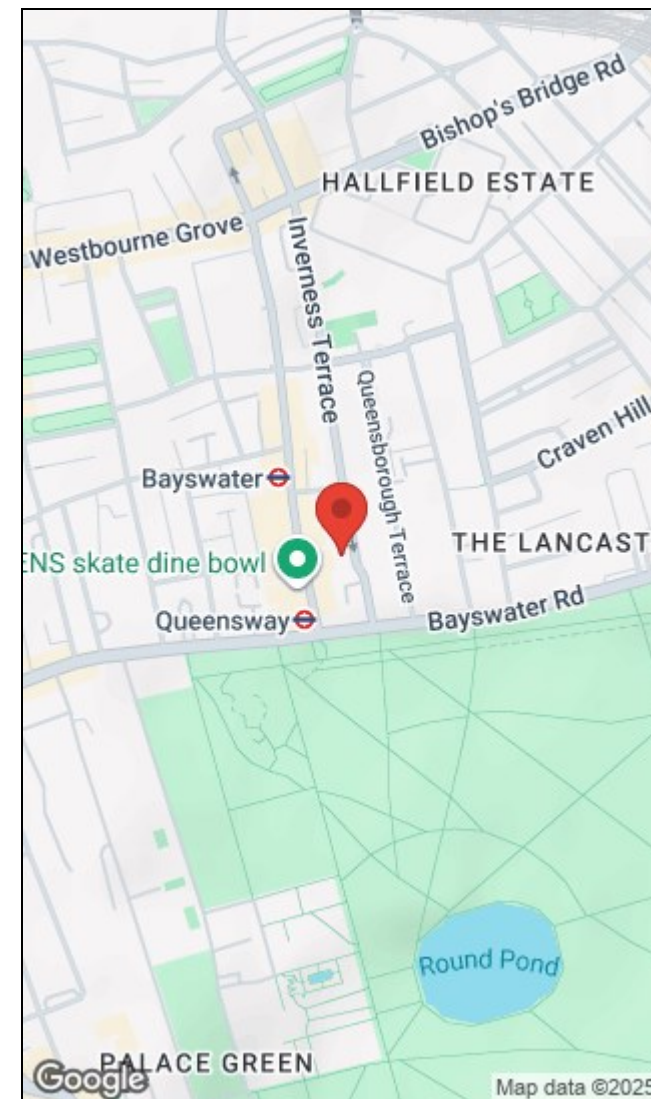 Bishop's Bridge Rd
HALLFIELD ESTATE
Westbourne Grove
Inverness Terrace
Queensborough Terrace
Craven Hill
Bayswater
THE LANCAST
ENS skate dine bowl
Queensway
Bayswater Rd
Round Pond
PALACE GREEN
Google
Map data ©2025